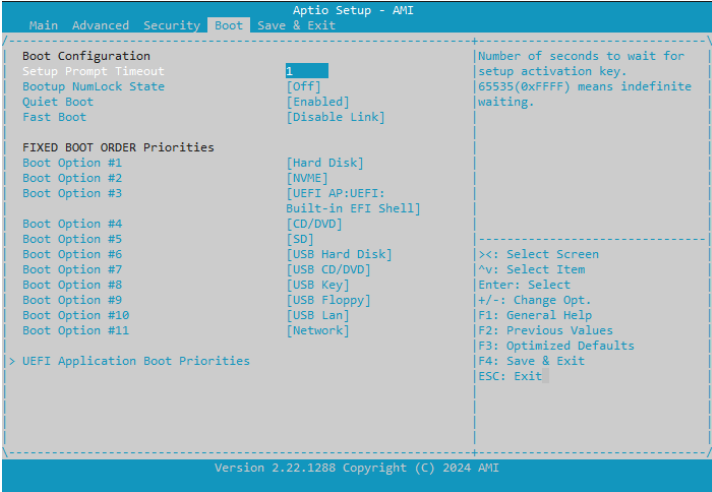 Aptio Setup - AMI
Main Advanced Security Boot Save & Exit
Boot Configuration
Setup Prompt Timeout 1
Bootup NumLock State [Off]
Quiet Boot [Enabled]
Fast Boot [Disable Link]
FIXED BOOT ORDER Priorities
Boot Option #1 [Hard Disk]
Boot Option #2 [NVME]
Boot Option #3 [UEFI AP:UEFI:
Built-in EFI Shell]
Boot Option #4 [CD/DVD]
Boot Option #5 [SD]
Boot Option #6 [USB Hard Disk]
Boot Option #7 [USB CD/DVD]
Boot Option #8 [USB Key]
Boot Option #9 [USB Floppy]
Boot Option #10 [USB Lan]
Boot Option #11 [Network]
> UEFI Application Boot Priorities
Number of seconds to wait for
setup activation key.
65535(0xFFFF) means indefinite
waiting.
><: Select Screen
^v: Select Item
Enter: Select
+/-: Change Opt.
F1: General Help
F2: Previous Values
F3: Optimized Defaults
F4: Save & Exit
ESC: Exit
Version 2.22.1288 Copyright (C) 2024 AMI